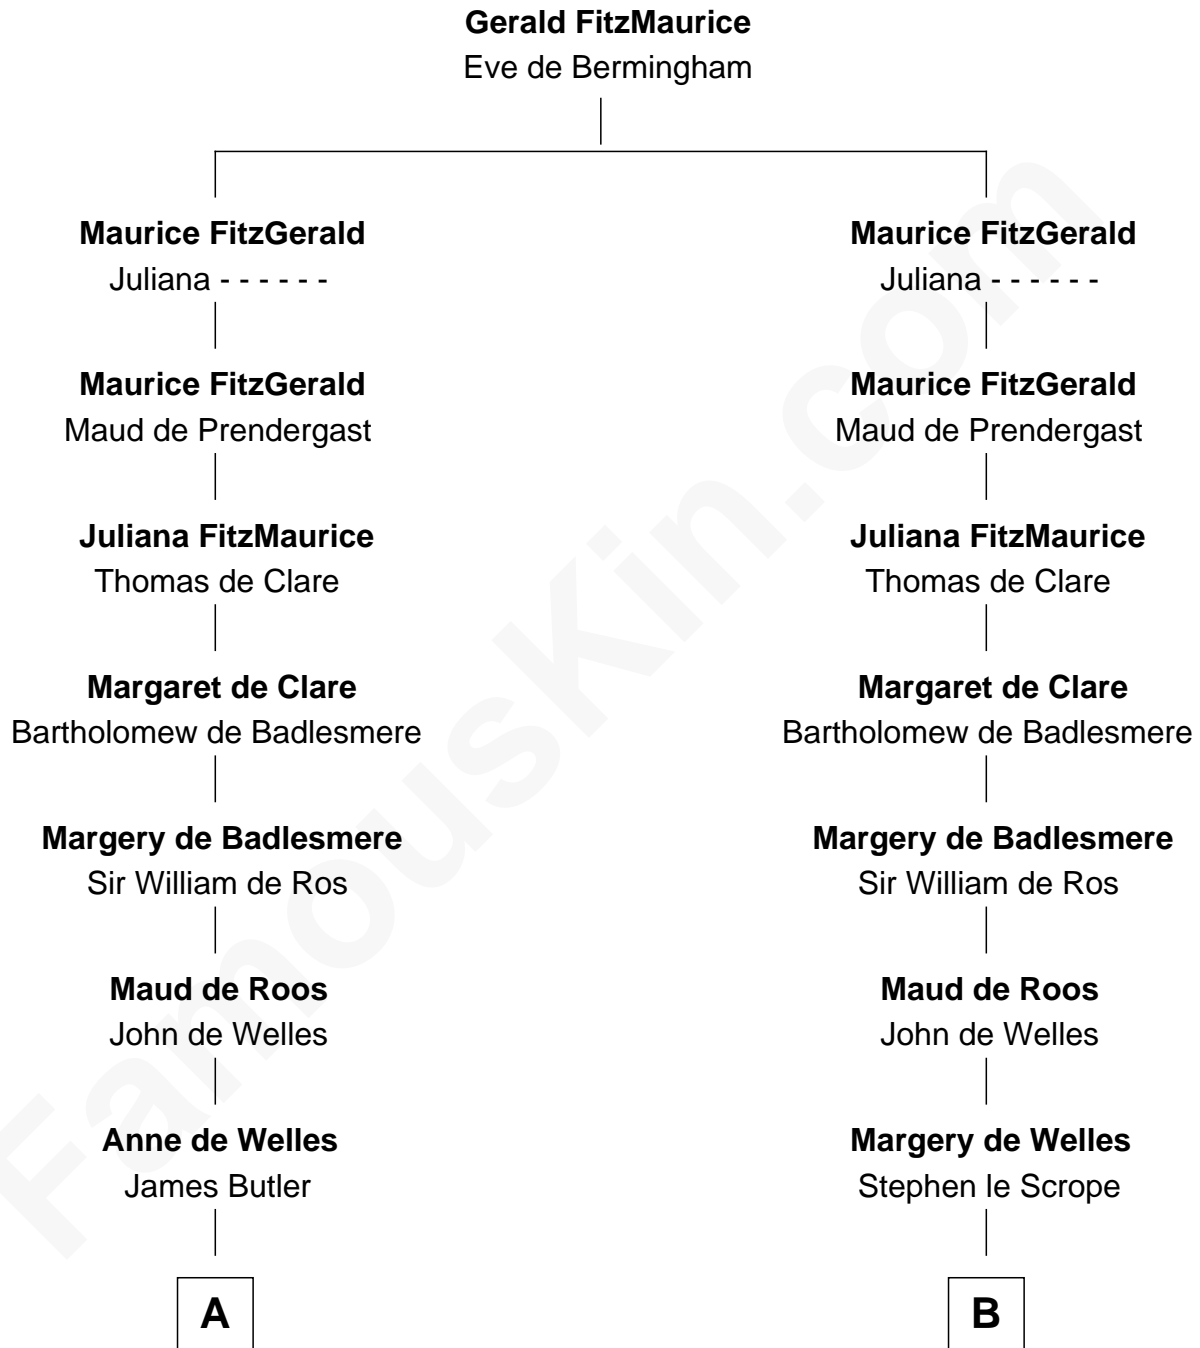 Gerald FitzMaurice
Eve de Bermingham
Maurice FitzGerald
Juliana - - - - - -
Maurice FitzGerald
Maud de Prendergast
Juliana FitzMaurice
Thomas de Clare
Margaret de Clare
Bartholomew de Badlesmere
Margery de Badlesmere
Sir William de Ros
Maud de Roos
John de Welles
Anne de Welles
James Butler
A
Maurice FitzGerald
Juliana - - - - - -
Maurice FitzGerald
Maud de Prendergast
Juliana FitzMaurice
Thomas de Clare
Margaret de Clare
Bartholomew de Badlesmere
Margery de Badlesmere
Sir William de Ros
Maud de Roos
John de Welles
Margery de Welles
Stephen le Scrope
B
FamousKin.com